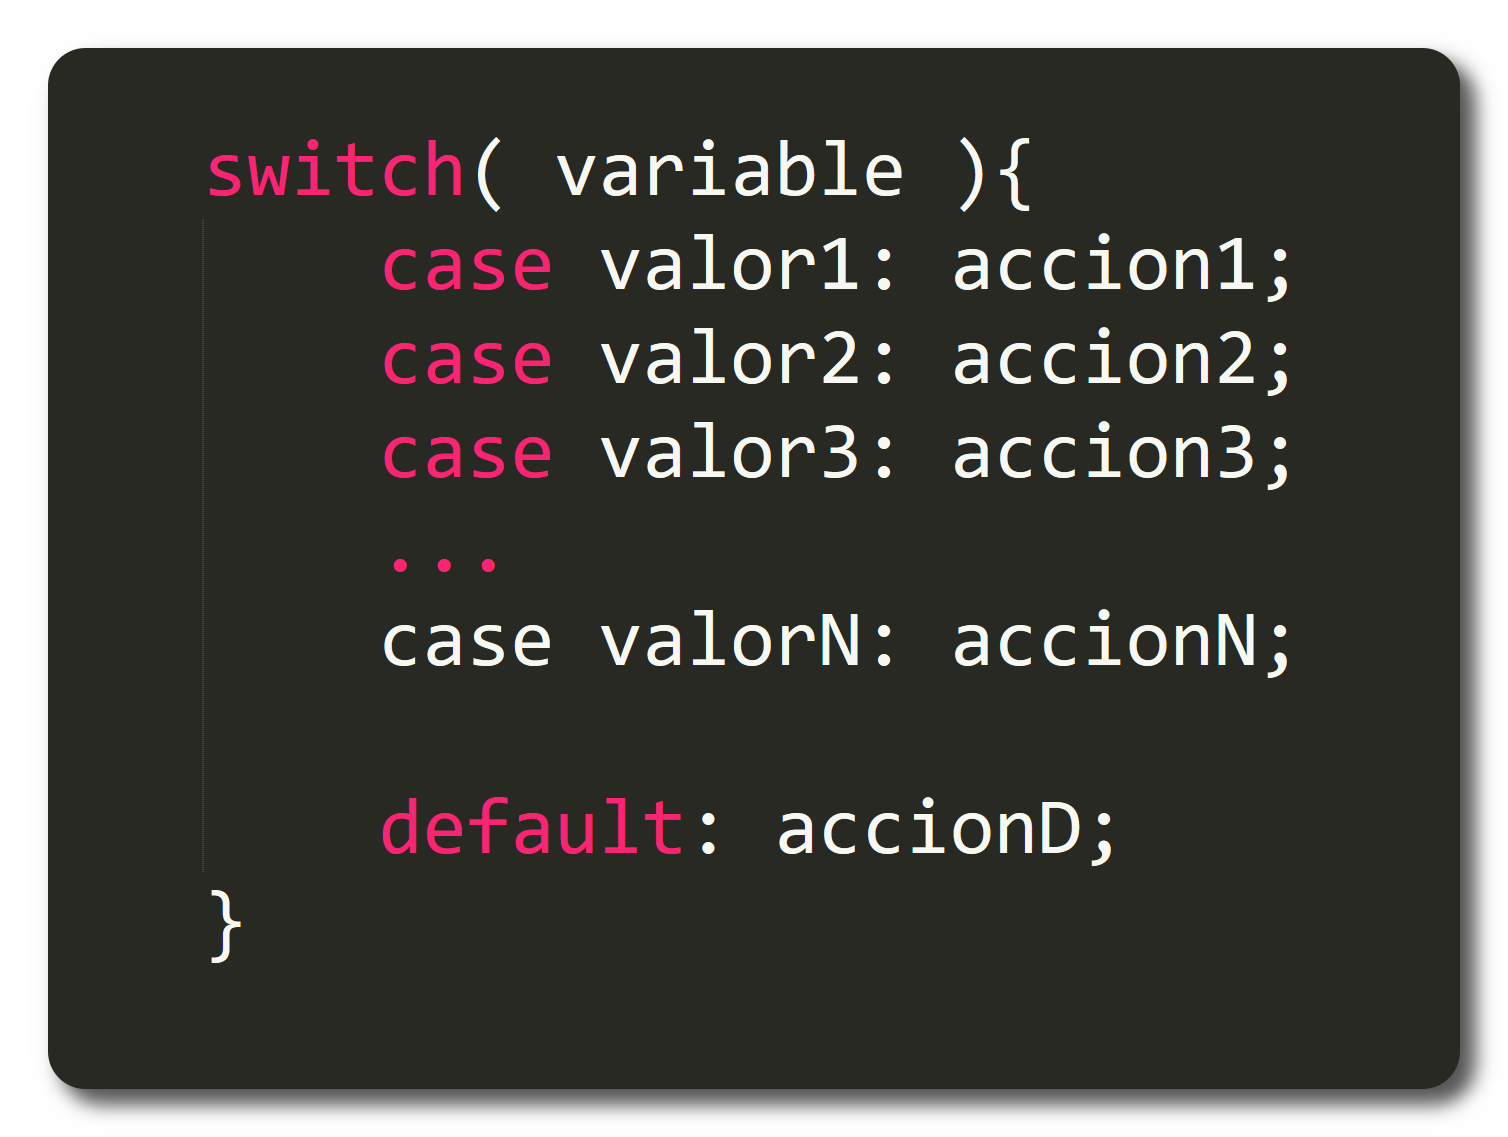 switch( variable ){
case valor1: accion1;
case valor2: accion2;
case valor3: accion3;
...
case valorN: accionN;
default: accionD;
}